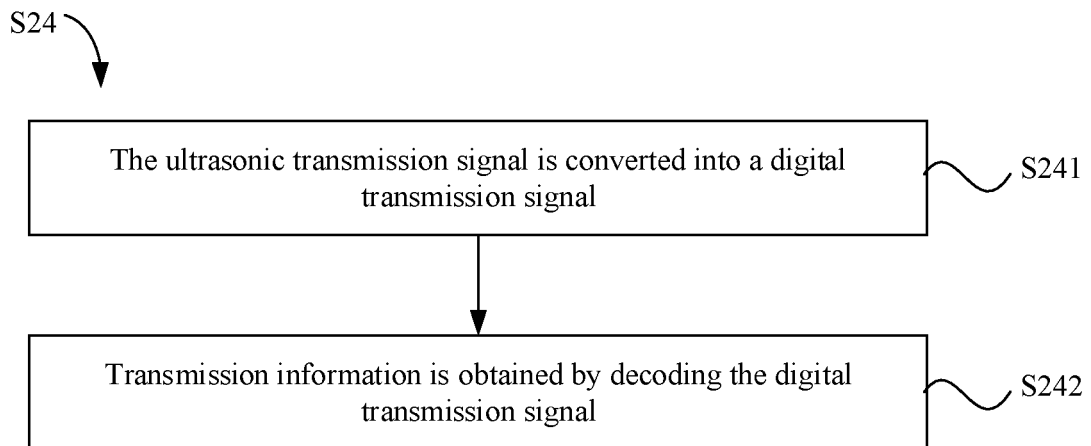 S24
The ultrasonic transmission signal is converted into a digital
transmission signal
S241
Transmission information is obtained by decoding the digital
transmission signal
S242